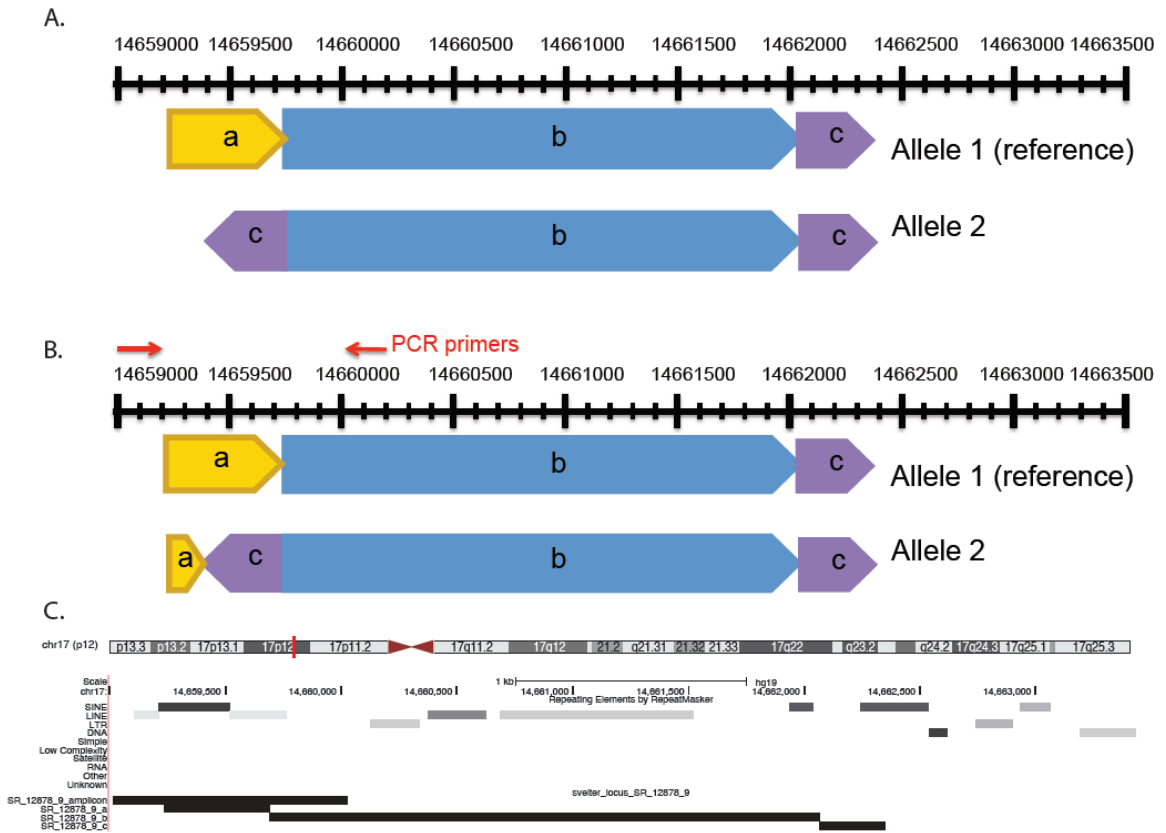 A.
14659000 14659500 14660000 14660500 14661000 14661500 14662000 14662500 14663000 14663500
a b c Allele 1 (reference)
c b c Allele 2
B. PCR primers
14659000 14659500 14660000 14660500 14661000 14661500 14662000 14662500 14663000 14663500
a b c Allele 1 (reference)
a c b c Allele 2
C.
chr17 (p12) p13.3 p13.2 17p13.1 17p12 17p11.2 17q11.2 17q12 21.2 q21.31 21.32 21.33 17q22 q23.2 q24.2 17q24.3 17q25.1 17q25.3
Scale 1 kb hg19
chr17: 14,659,500 14,660,000 14,660,500 14,661,000 14,661,500 14,662,000 14,662,500 14,663,000
Repeating Elements by RepeatMasker
SINE
LINE
LTR
DNA
Simple
Low Complexity
Satellite
RNA
Other
Unknown
svelter_locus_SR_12878_9
SR_12878_9_amplicon
SR_12878_9_a
SR_12878_9_b
SR_12878_9_c